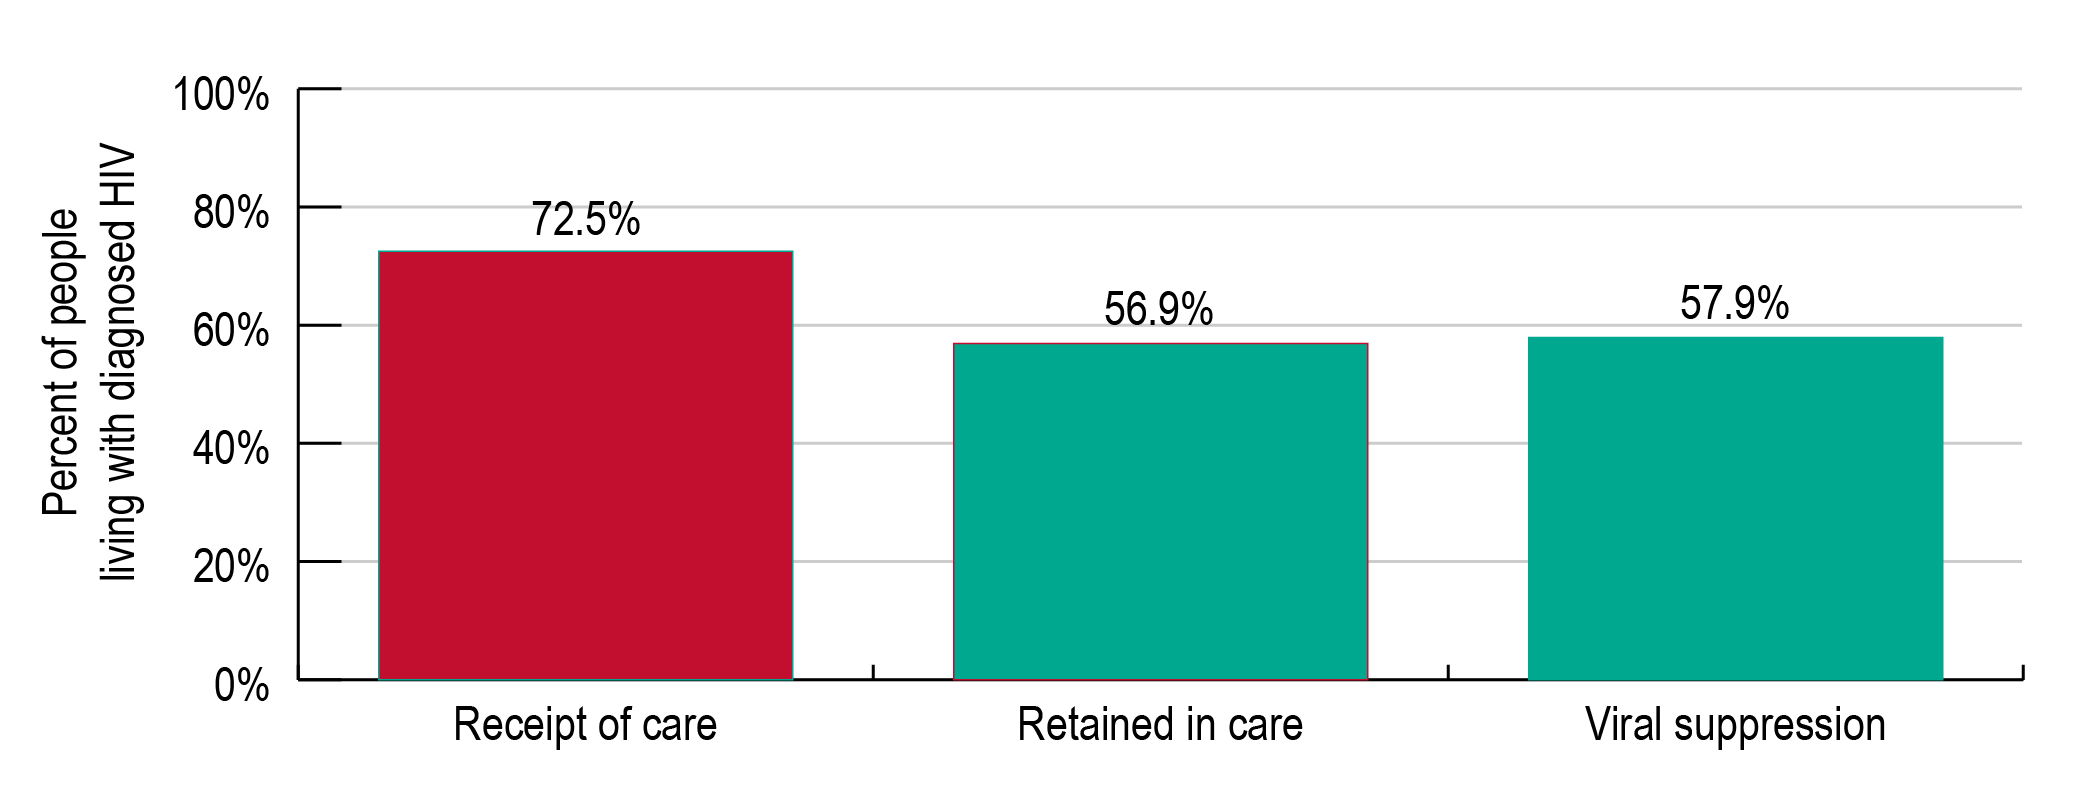 Percent of people
living with diagnosed HIV
100%
80%
60%
40%
20%
0%
72.5%
56.9%
57.9%
Receipt of care
Retained in care
Viral suppression